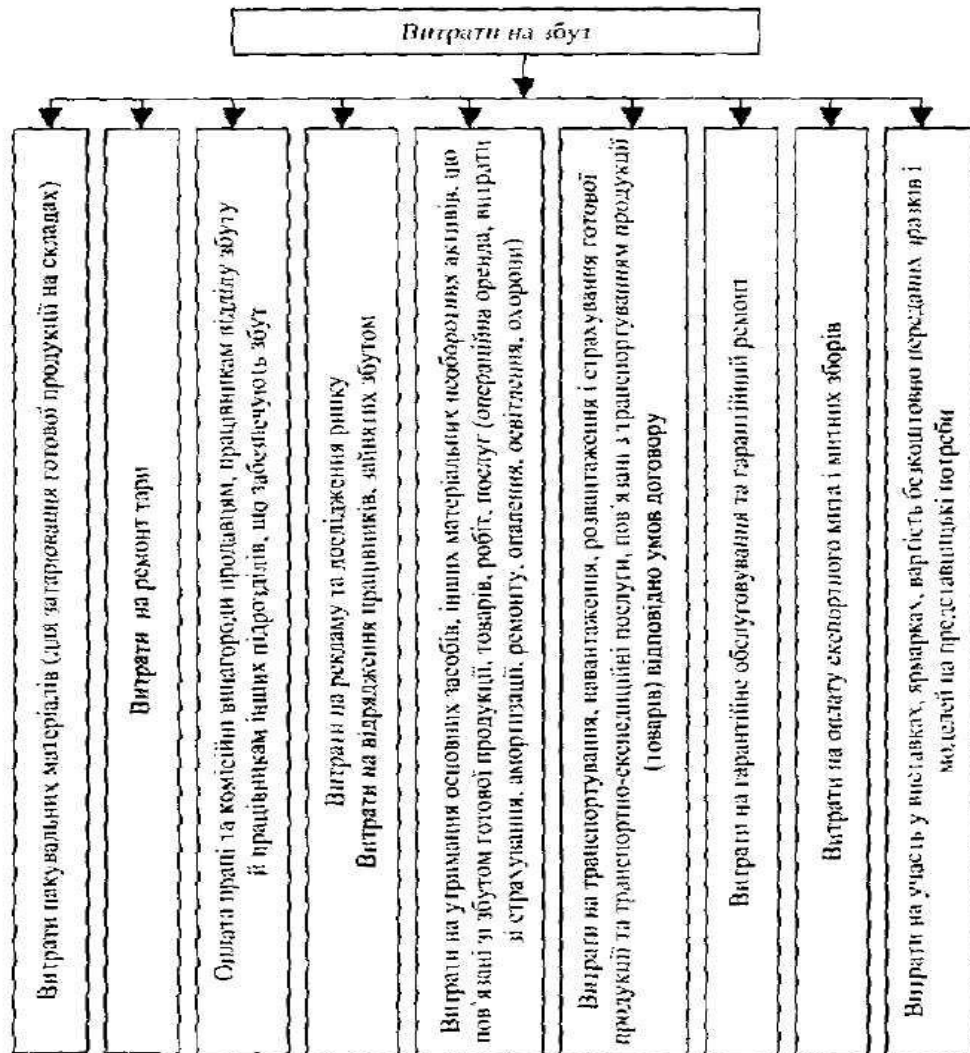 Витрати на збут
Витрати пакувальних матеріалів (для затарювання готової продукції на складах)
Витрати на ремонт тари
Оплата праці та комісійні винагороди продавцям, працівникам відділу збуту
й працівникам інших підрозділів, що забезпечують збут
Витрати на рекламу та дослідження ринку
Витрати на відрядження працівників, зайнятих збутом
Витрати на утримання основних засобів, інших матеріальних необоротних активів, що
пов'язані зі збутом готової продукції, товарів, робіт, послуг (операційна оренда, витрати
зі страхування, амортизації, ремонту, опалення, освітлення, охорони)
Витрати на транспортування, навантаження, розвантаження і страхування готової
продукції та транспортно-експедиційні послуги, пов'язані з транспортуванням продукції
(товарів) відповідно умов договору
Витрати на гарантійне обслуговування та гарантійний ремонт
Витрати на оплату експортного мита і митних зборів
Витрати на участь у виставках, ярмарках, вартість безкоштовно переданих зразків і
моделей на представницькі потреби